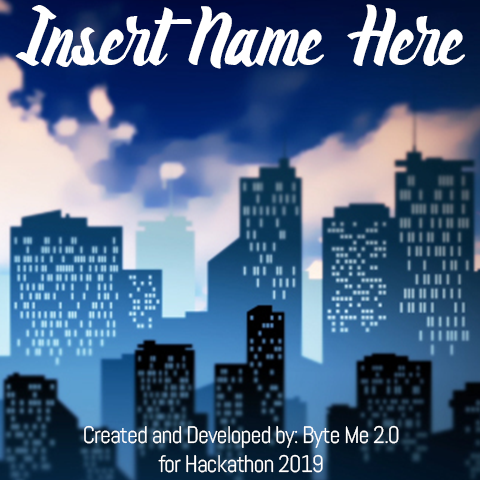 Insert Name Here
Created and Developed by: Byte Me 2.0
for Hackathon 2019